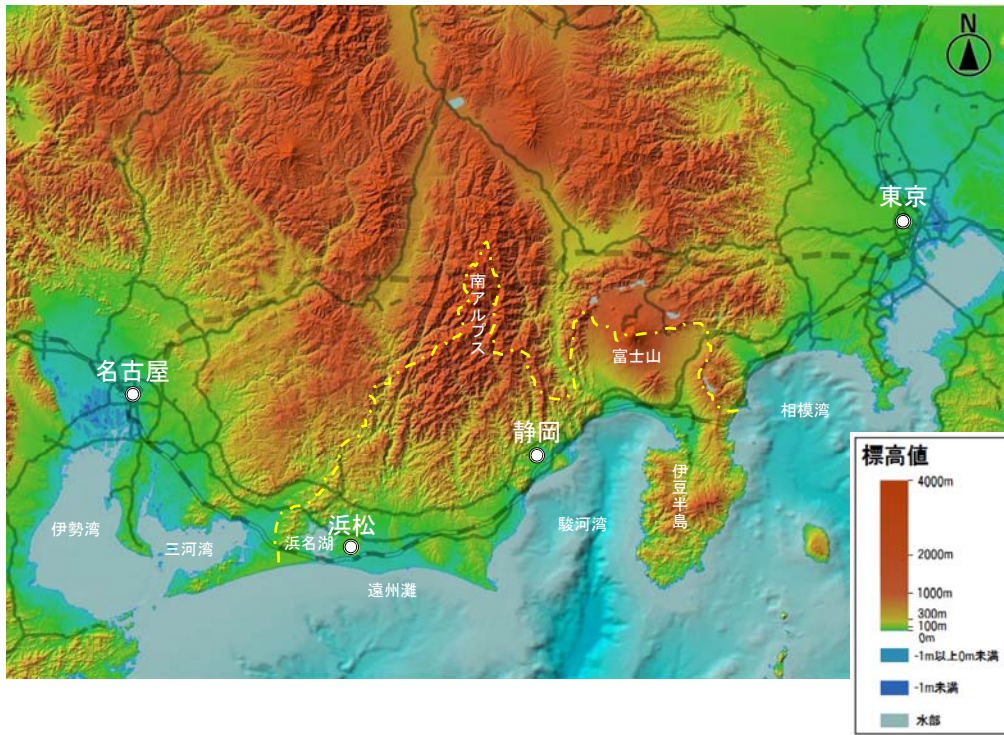 N
東京
南アルプス
富士山
名古屋
相模湾
静岡
伊豆半島
伊勢湾
三河湾
浜名湖
浜松
駿河湾
遠州灘
標高値
4000m
2000m
1000m
300m
100m
0m
-1m以上0m未満
-1m未満
水部